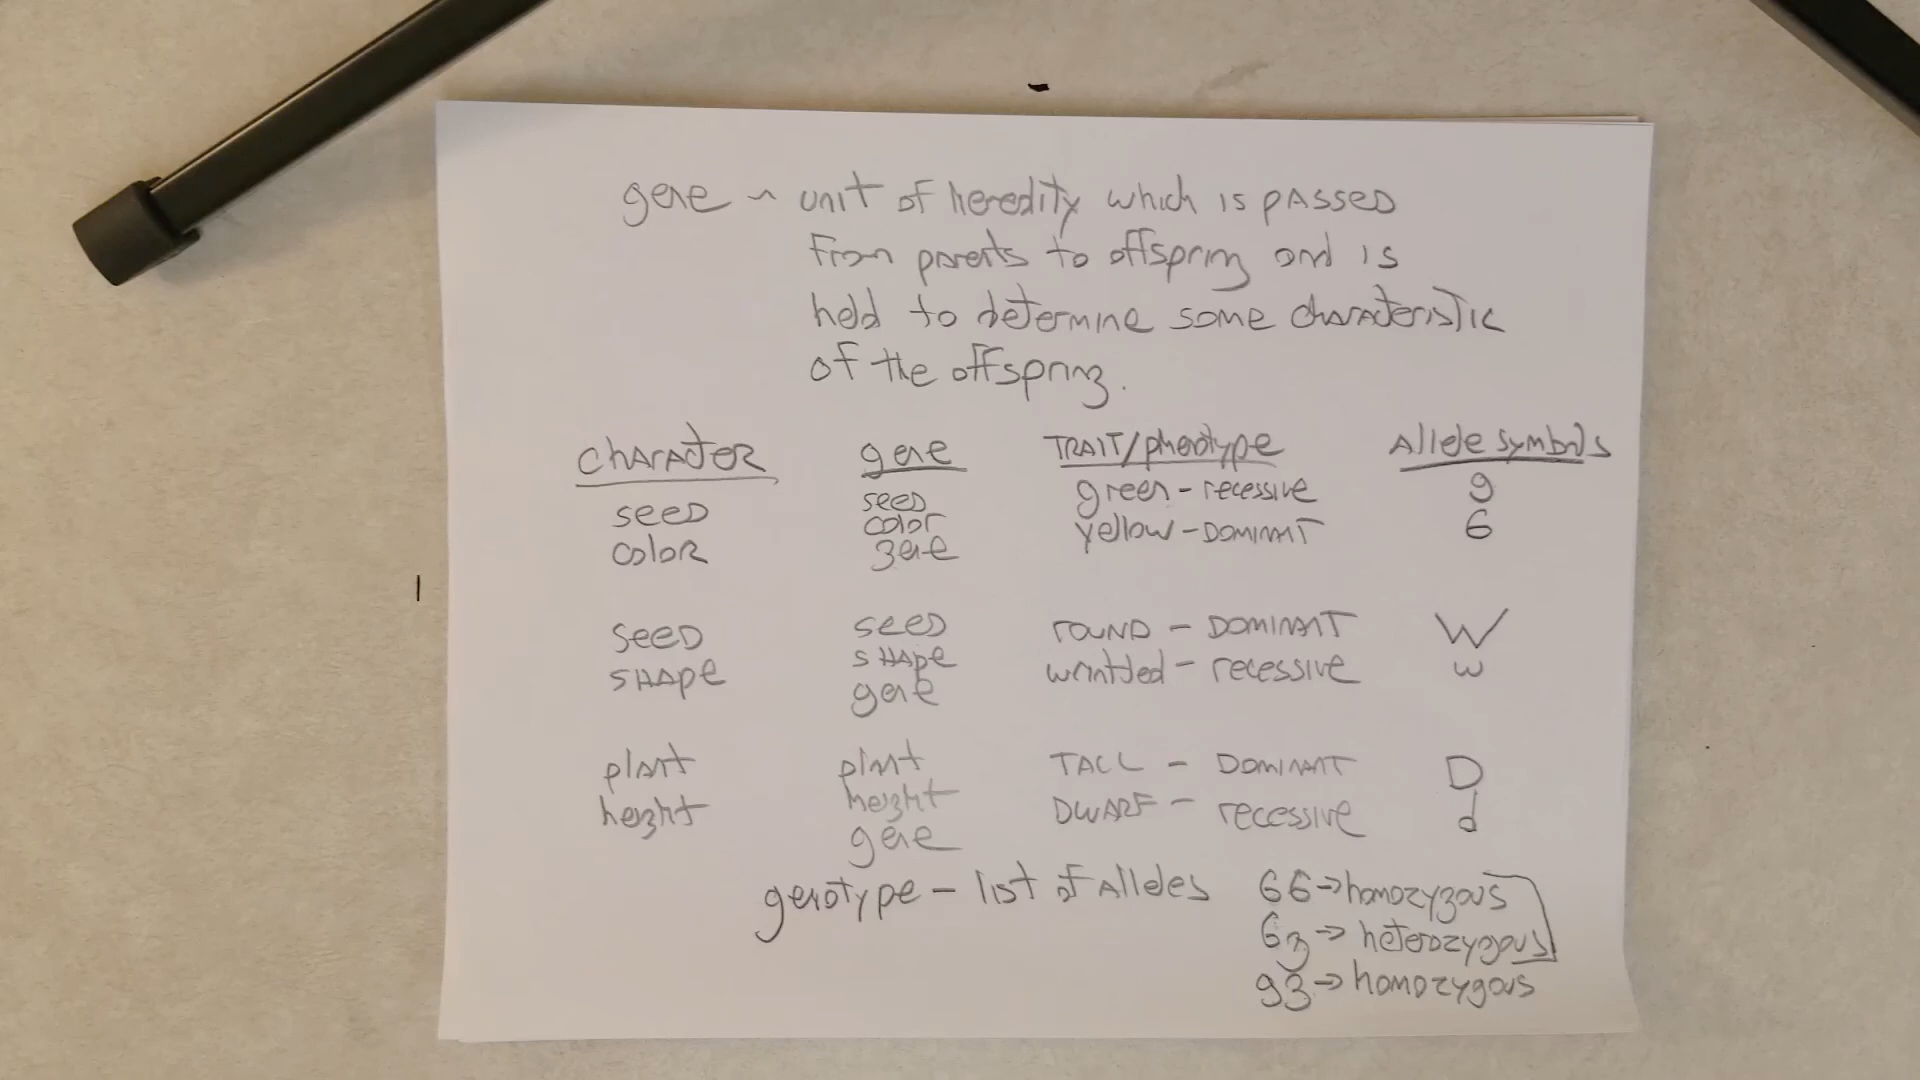 gene ~ unit of heredity which is passed
from parents to offspring and is
held to determine some characteristic
of the offspring.
character gene TRAIT/phenotype Allele symbols
seed color
seed color gene
green - recessive g
yellow - DOMINANT G
seed shape
seed shape gene
round - DOMINANT W
wrinkled - recessive w
plant height
plant height gene
TALL - DOMINANT D
DWARF - recessive d
genotype - list of Alleles
GG → homozygous
Gg → heterozygous
gg → homozygous